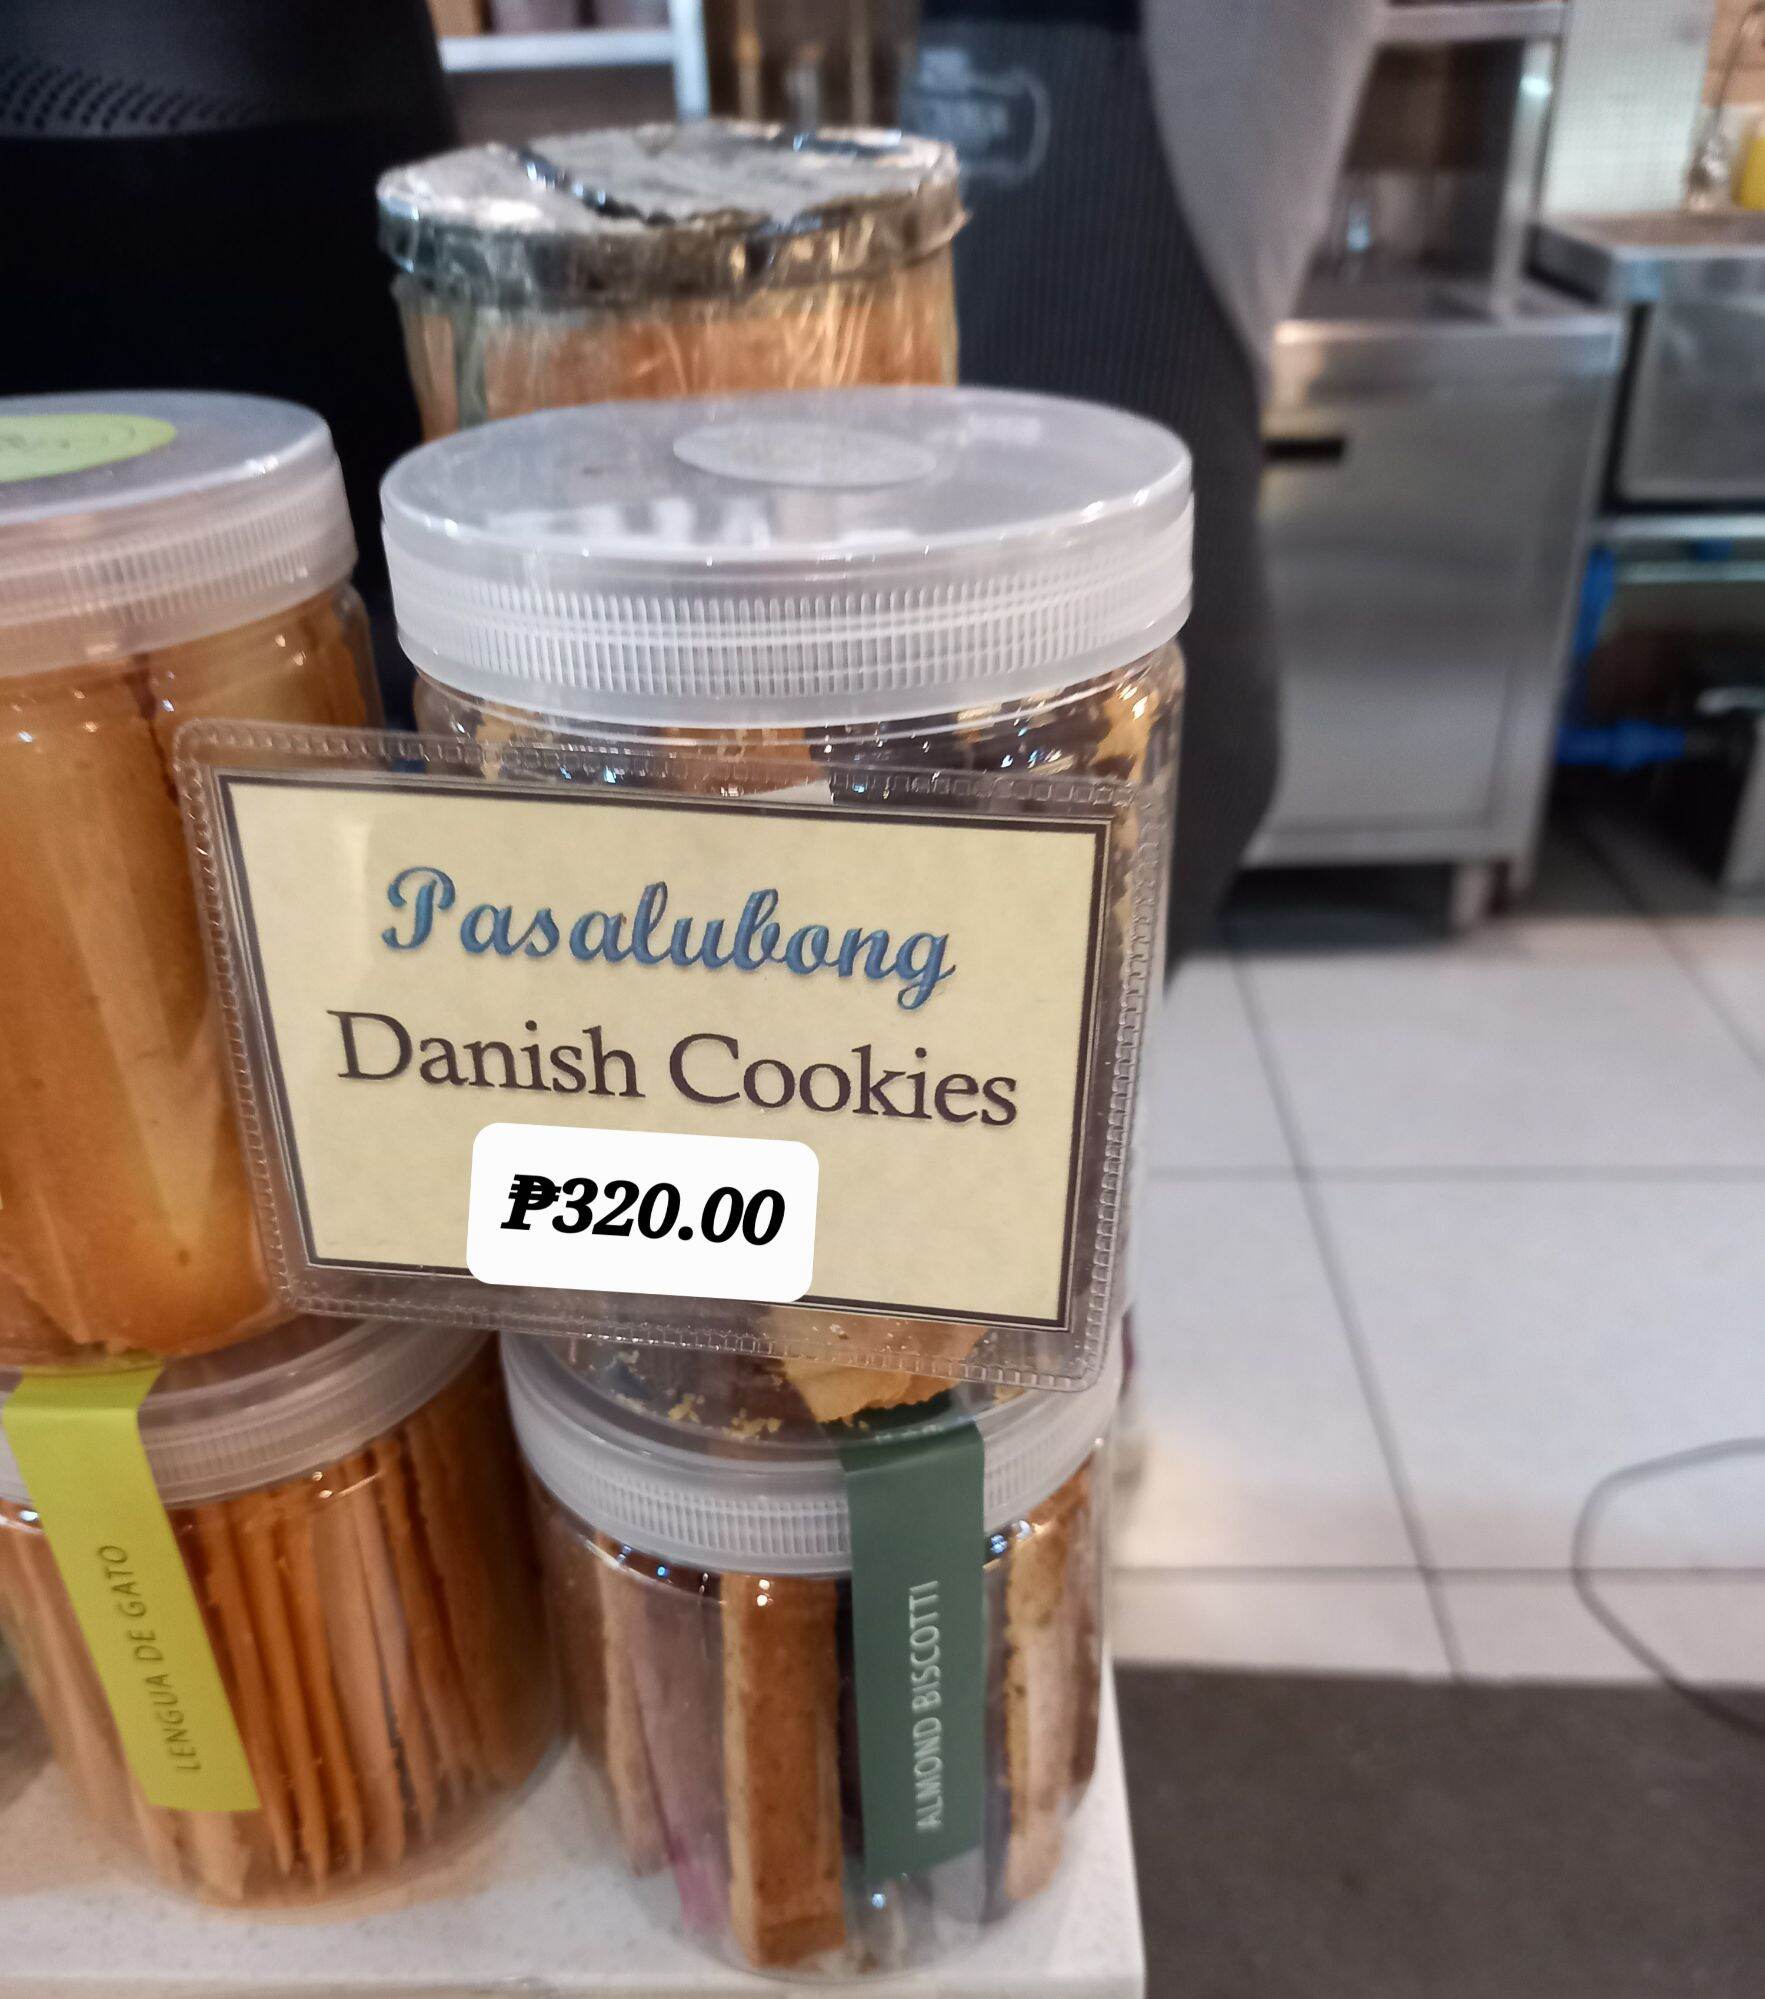 Pasalubong
Danish Cookies
₱320.00
LENGUA DE GATO
ALMOND BISCOTTI